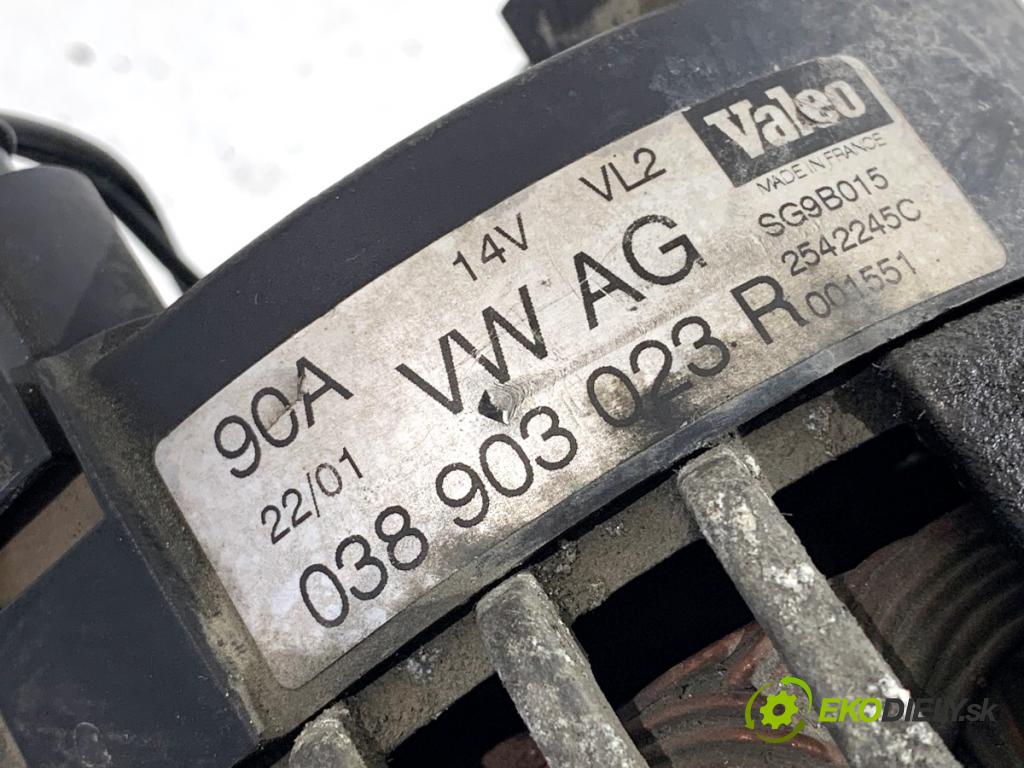 Valeo
MADE IN FRANCE
14V VL2
SG9B015
90A VW AG
2542245C
22/01
001551
038 903 023 R
EKODIELY.sk